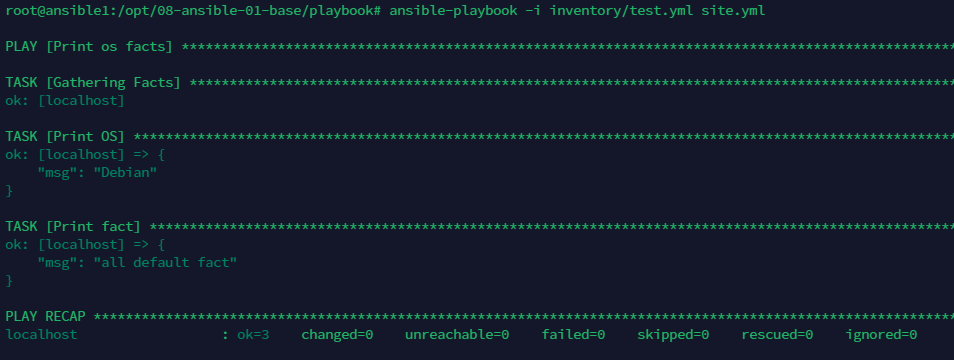 root@ansible1:/opt/08-ansible-01-base/playbook# ansible-playbook -i inventory/test.yml site.yml
PLAY [Print os facts] *************************************************************************************************
TASK [Gathering Facts] ************************************************************************************************
ok: [localhost]
TASK [Print OS] *******************************************************************************************************
ok: [localhost] => {
    "msg": "Debian"
}
TASK [Print fact] *****************************************************************************************************
ok: [localhost] => {
    "msg": "all default fact"
}
PLAY RECAP ************************************************************************************************************
localhost                  : ok=3    changed=0    unreachable=0    failed=0    skipped=0    rescued=0    ignored=0